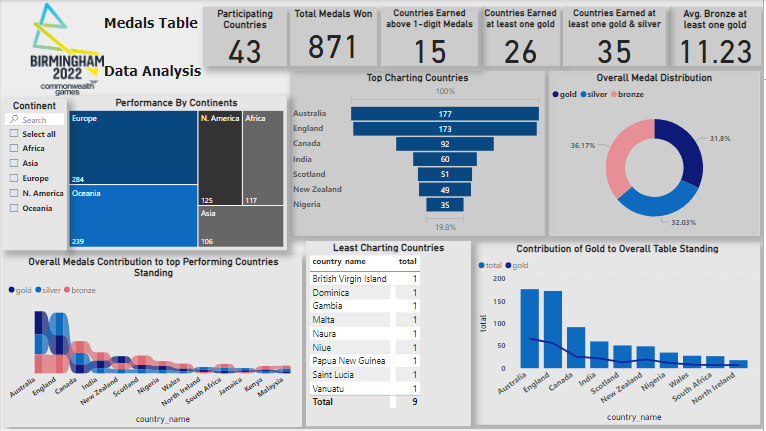 BIRMINGHAM
2022
commonwealth
games
Medals Table
Data Analysis
Participating
Countries
43
Total Medals Won
871
Countries Earned
above 1-digit Medals
15
Countries Earned
at least one gold
26
Countries Earned at
least one gold & silver
35
Avg. Bronze at
least one gold
11.23
Continent
Search
Select all
Africa
Asia
Europe
N. America
Oceania
Performance By Continents
Europe
284
Oceania
239
N. America
125
Africa
117
Asia
106
Top Charting Countries
100%
Australia 177
England 173
Canada 92
India 60
Scotland 51
New Zealand 49
Nigeria 35
19.8%
Overall Medal Distribution
gold silver bronze
36.17%
31.8%
32.03%
Overall Medals Contribution to top Performing Countries
Standing
gold silver bronze
Australia
England
Canada
India
New Zealand
Scotland
Nigeria
Wales
North Ireland
South Africa
Jamaica
Kenya
Malaysia
country_name
Least Charting Countries
country_name total
British Virgin Island 1
Dominica 1
Gambia 1
Malta 1
Naura 1
Niue 1
Papua New Guinea 1
Saint Lucia 1
Vanuatu 1
Total 9
Contribution of Gold to Overall Table Standing
total gold
200
150
100
50
0
total
Australia
England
Canada
India
Scotland
New Zealand
Nigeria
Wales
South Africa
North Ireland
country_name